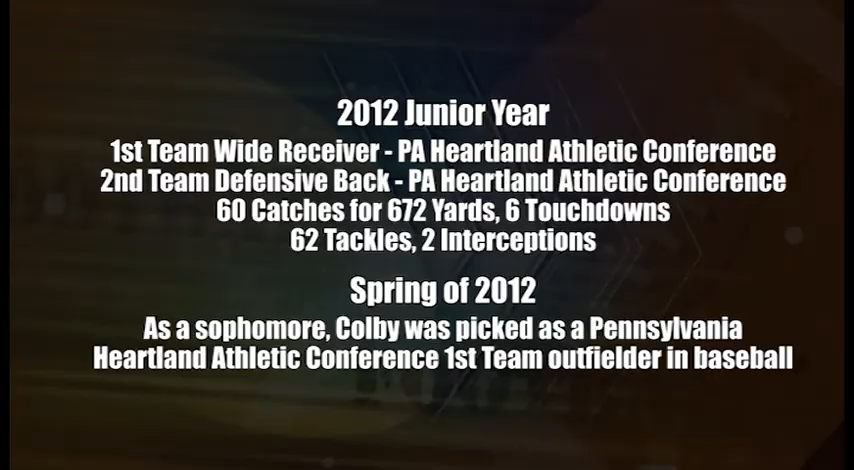 2012 Junior Year
1st Team Wide Receiver - PA Heartland Athletic Conference
2nd Team Defensive Back - PA Heartland Athletic Conference
60 Catches for 672 Yards, 6 Touchdowns
62 Tackles, 2 Interceptions
Spring of 2012
As a sophomore, Colby was picked as a Pennsylvania
Heartland Athletic Conference 1st Team outfielder in baseball